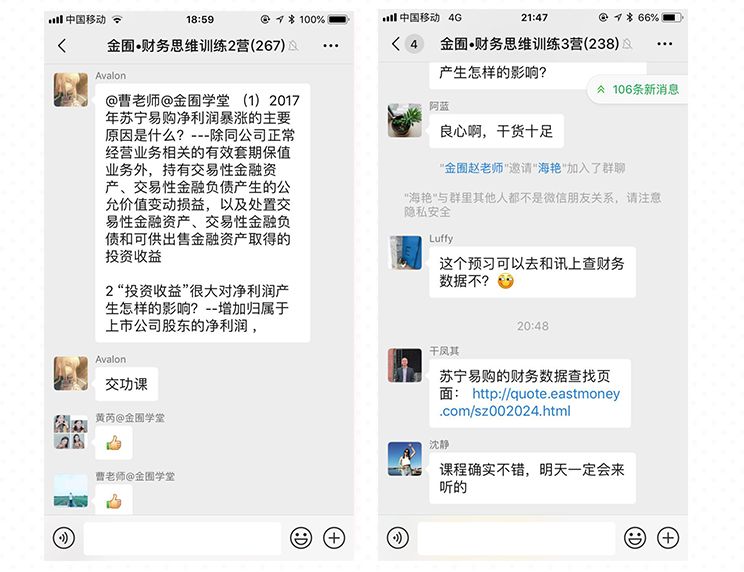 中国移动 18:59 100%
金囿•财务思维训练2营(267)
Avalon
@曹老师@金囿学堂 （1）2017
年苏宁易购净利润暴涨的主要
原因是什么？---除同公司正常
经营业务相关的有效套期保值
业务外，持有交易性金融资
产、交易性金融负债产生的公
允价值变动损益，以及处置交
易性金融资产、交易性金融负
债和可供出售金融资产取得的
投资收益
2 “投资收益”很大对净利润产
生怎样的影响？--增加归属于
上市公司股东的净利润 ，
Avalon
交功课
黄芮@金囿学堂
曹老师@金囿学堂
中国移动 4G 21:47 66%
4 金囿•财务思维训练3营(238)
产生怎样的影响？
106条新消息
阿蓝
良心啊，干货十足
"金囿赵老师"邀请"海艳"加入了群聊
"海艳"与群里其他人都不是微信朋友关系，请注意
隐私安全
Luffy
这个预习可以去和讯上查财务
数据不？
20:48
干凤其
苏宁易购的财务数据查找页
面： http://quote.eastmoney
.com/sz002024.html
沈静
课程确实不错，明天一定会来
听的